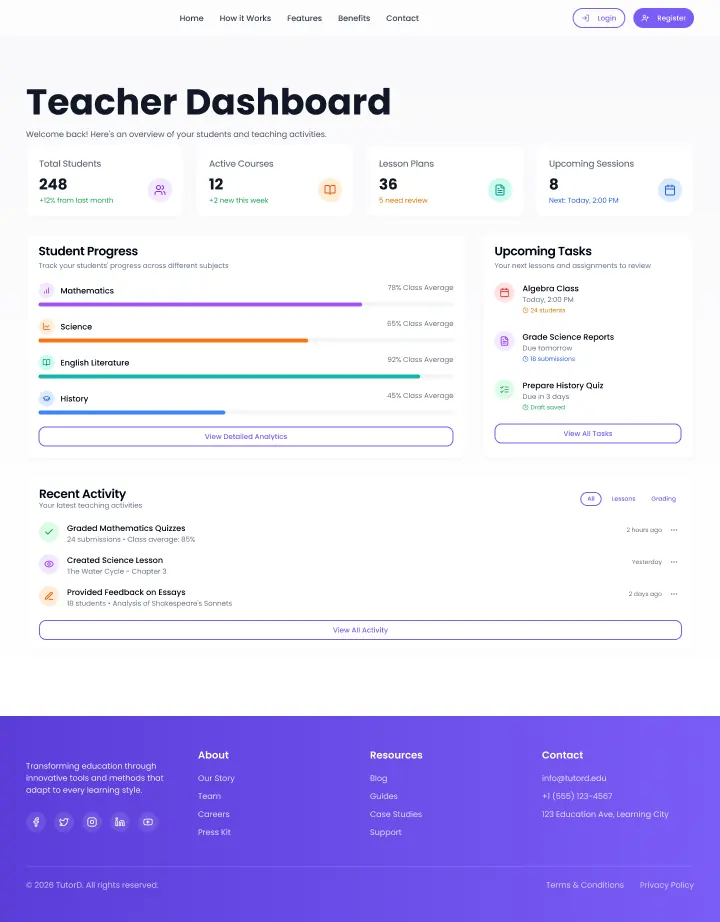 Home How it Works Features Benefits Contact Login Register
Teacher Dashboard
Welcome back! Here's an overview of your students and teaching activities.
Total Students
248
+12% from last month
Active Courses
12
+2 new this week
Lesson Plans
36
5 need review
Upcoming Sessions
8
Next: Today, 2:00 PM
Student Progress
Track your students' progress across different subjects
Mathematics 78% Class Average
Science 65% Class Average
English Literature 92% Class Average
History 45% Class Average
View Detailed Analytics
Upcoming Tasks
Your next lessons and assignments to review
Algebra Class
Today, 2:00 PM
24 students
Grade Science Reports
Due tomorrow
18 submissions
Prepare History Quiz
Due in 3 days
Draft saved
View All Tasks
Recent Activity
Your latest teaching activities
All Lessons Grading
Graded Mathematics Quizzes
24 submissions • Class average: 85%
2 hours ago
Created Science Lesson
The Water Cycle - Chapter 3
Yesterday
Provided Feedback on Essays
18 students • Analysis of Shakespeare's Sonnets
2 days ago
View All Activity
Transforming education through
innovative tools and methods that
adapt to every learning style.
About
Our Story
Team
Careers
Press Kit
Resources
Blog
Guides
Case Studies
Support
Contact
info@tutord.edu
+1 (555) 123-4567
123 Education Ave, Learning City
© 2026 TutorD. All rights reserved.
Terms & Conditions Privacy Policy